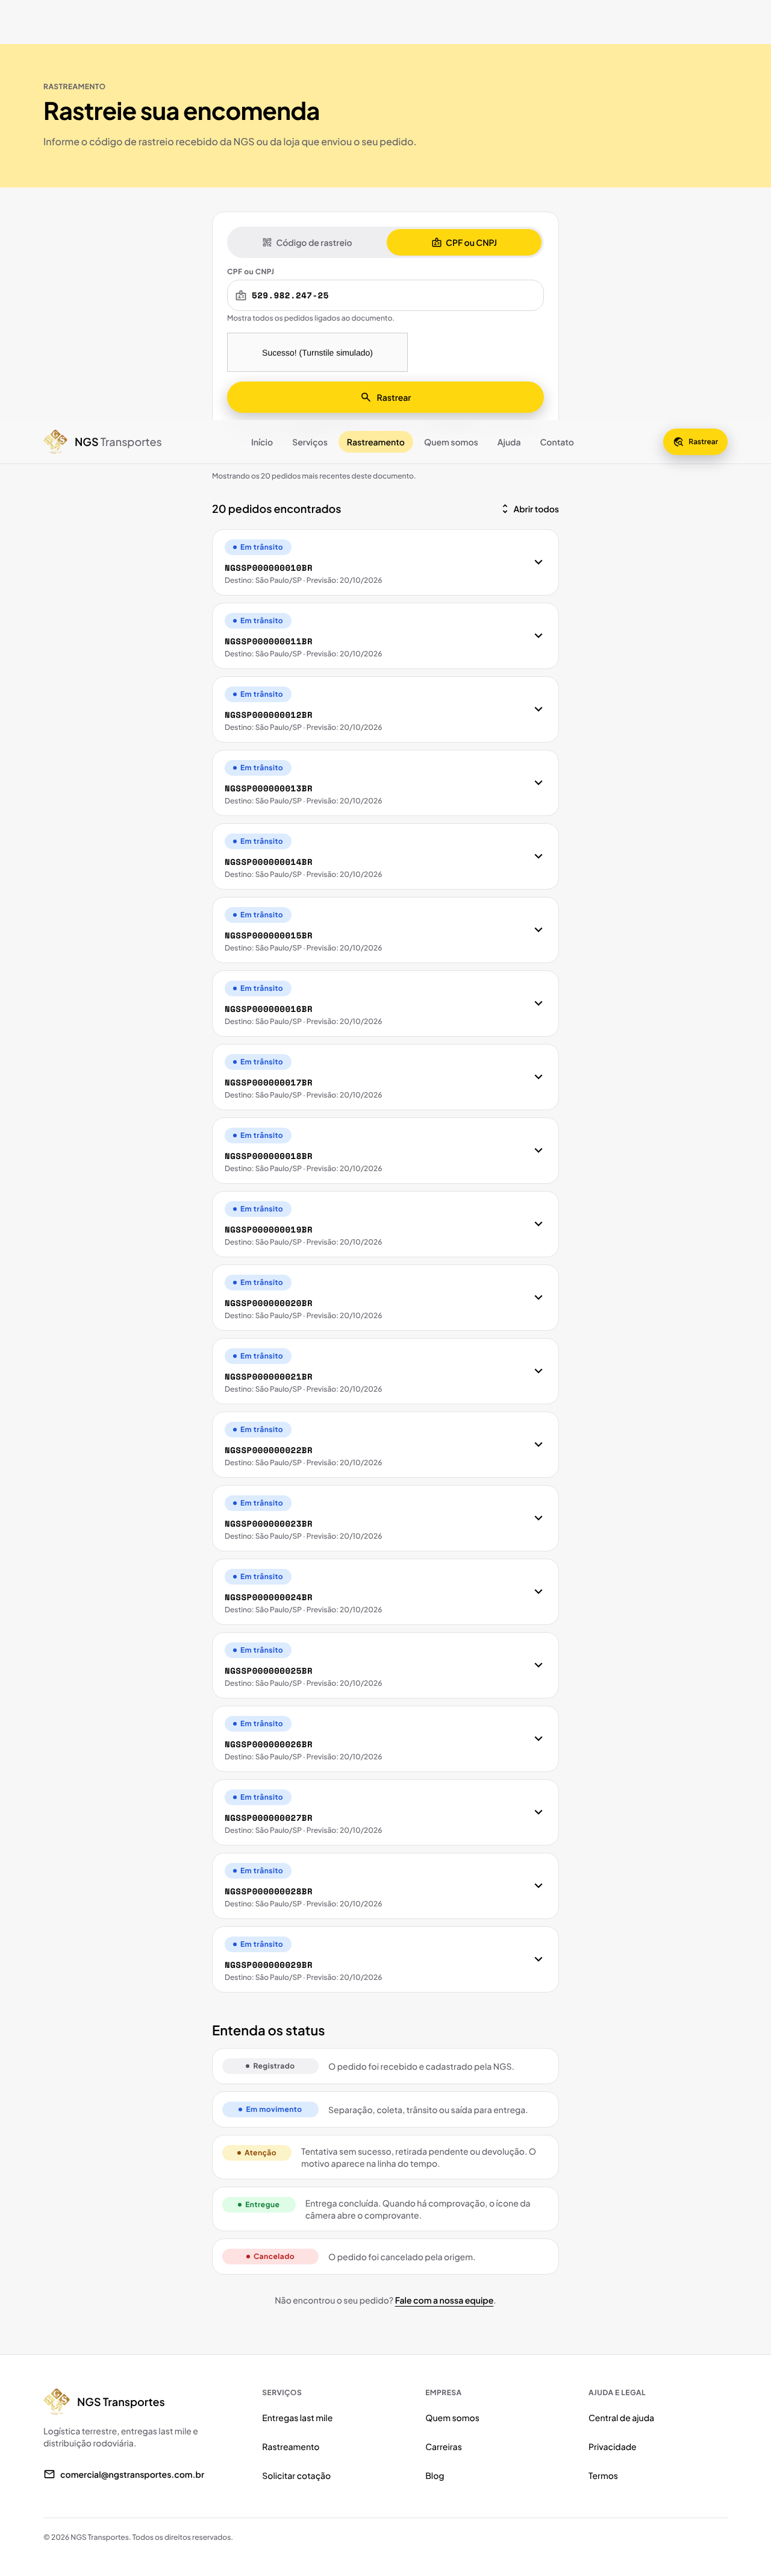 RASTREAMENTO
Rastreie sua encomenda
Informe o código de rastreio recebido da NGS ou da loja que enviou o seu pedido.
Código de rastreio
CPF ou CNPJ
CPF ou CNPJ
529.982.247-25
Mostra todos os pedidos ligados ao documento.
Sucesso! (Turnstile simulado)
Rastrear
NGS Transportes
Início
Serviços
Rastreamento
Quem somos
Ajuda
Contato
Rastrear
Mostrando os 20 pedidos mais recentes deste documento.
20 pedidos encontrados
Abrir todos
Em trânsito
NGSSP000000010BR
Destino: São Paulo/SP · Previsão: 20/10/2026
Em trânsito
NGSSP000000011BR
Destino: São Paulo/SP · Previsão: 20/10/2026
Em trânsito
NGSSP000000012BR
Destino: São Paulo/SP · Previsão: 20/10/2026
Em trânsito
NGSSP000000013BR
Destino: São Paulo/SP · Previsão: 20/10/2026
Em trânsito
NGSSP000000014BR
Destino: São Paulo/SP · Previsão: 20/10/2026
Em trânsito
NGSSP000000015BR
Destino: São Paulo/SP · Previsão: 20/10/2026
Em trânsito
NGSSP000000016BR
Destino: São Paulo/SP · Previsão: 20/10/2026
Em trânsito
NGSSP000000017BR
Destino: São Paulo/SP · Previsão: 20/10/2026
Em trânsito
NGSSP000000018BR
Destino: São Paulo/SP · Previsão: 20/10/2026
Em trânsito
NGSSP000000019BR
Destino: São Paulo/SP · Previsão: 20/10/2026
Em trânsito
NGSSP000000020BR
Destino: São Paulo/SP · Previsão: 20/10/2026
Em trânsito
NGSSP000000021BR
Destino: São Paulo/SP · Previsão: 20/10/2026
Em trânsito
NGSSP000000022BR
Destino: São Paulo/SP · Previsão: 20/10/2026
Em trânsito
NGSSP000000023BR
Destino: São Paulo/SP · Previsão: 20/10/2026
Em trânsito
NGSSP000000024BR
Destino: São Paulo/SP · Previsão: 20/10/2026
Em trânsito
NGSSP000000025BR
Destino: São Paulo/SP · Previsão: 20/10/2026
Em trânsito
NGSSP000000026BR
Destino: São Paulo/SP · Previsão: 20/10/2026
Em trânsito
NGSSP000000027BR
Destino: São Paulo/SP · Previsão: 20/10/2026
Em trânsito
NGSSP000000028BR
Destino: São Paulo/SP · Previsão: 20/10/2026
Em trânsito
NGSSP000000029BR
Destino: São Paulo/SP · Previsão: 20/10/2026
Entenda os status
Registrado
O pedido foi recebido e cadastrado pela NGS.
Em movimento
Separação, coleta, trânsito ou saída para entrega.
Atenção
Tentativa sem sucesso, retirada pendente ou devolução. O
motivo aparece na linha do tempo.
Entregue
Entrega concluída. Quando há comprovação, o ícone da
câmera abre o comprovante.
Cancelado
O pedido foi cancelado pela origem.
Não encontrou o seu pedido? Fale com a nossa equipe.
NGS Transportes
Logística terrestre, entregas last mile e
distribuição rodoviária.
comercial@ngstransportes.com.br
SERVIÇOS
Entregas last mile
Rastreamento
Solicitar cotação
EMPRESA
Quem somos
Carreiras
Blog
AJUDA E LEGAL
Central de ajuda
Privacidade
Termos
© 2026 NGS Transportes. Todos os direitos reservados.